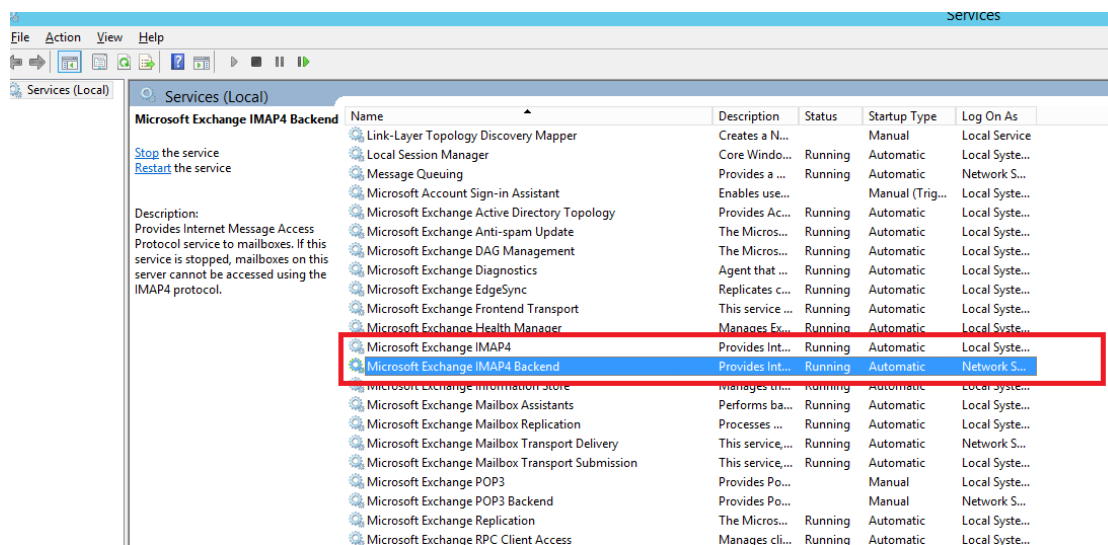 Services
File Action View Help
Services (Local)
Services (Local)
Microsoft Exchange IMAP4 Backend
Stop the service
Restart the service
Description:
Provides Internet Message Access
Protocol service to mailboxes. If this
service is stopped, mailboxes on this
server cannot be accessed using the
IMAP4 protocol.
Name Description Status Startup Type Log On As
Link-Layer Topology Discovery Mapper Creates a N... Manual Local Service
Local Session Manager Core Windo... Running Automatic Local Syste...
Message Queuing Provides a ... Running Automatic Network S...
Microsoft Account Sign-in Assistant Enables use... Manual (Trig... Local Syste...
Microsoft Exchange Active Directory Topology Provides Ac... Running Automatic Local Syste...
Microsoft Exchange Anti-spam Update The Micros... Running Automatic Local Syste...
Microsoft Exchange DAG Management The Micros... Running Automatic Local Syste...
Microsoft Exchange Diagnostics Agent that ... Running Automatic Local Syste...
Microsoft Exchange EdgeSync Replicates c... Running Automatic Local Syste...
Microsoft Exchange Frontend Transport This service ... Running Automatic Local Syste...
Microsoft Exchange Health Manager Manages Ex... Running Automatic Local Syste...
Microsoft Exchange IMAP4 Provides Int... Running Automatic Local Syste...
Microsoft Exchange IMAP4 Backend Provides Int... Running Automatic Network S...
Microsoft Exchange Information Store Manages th... Running Automatic Local Syste...
Microsoft Exchange Mailbox Assistants Performs ba... Running Automatic Local Syste...
Microsoft Exchange Mailbox Replication Processes ... Running Automatic Local Syste...
Microsoft Exchange Mailbox Transport Delivery This service,... Running Automatic Network S...
Microsoft Exchange Mailbox Transport Submission This service,... Running Automatic Local Syste...
Microsoft Exchange POP3 Provides Po... Manual Local Syste...
Microsoft Exchange POP3 Backend Provides Po... Manual Network S...
Microsoft Exchange Replication The Micros... Running Automatic Local Syste...
Microsoft Exchange RPC Client Access Manages cli... Running Automatic Local Syste...